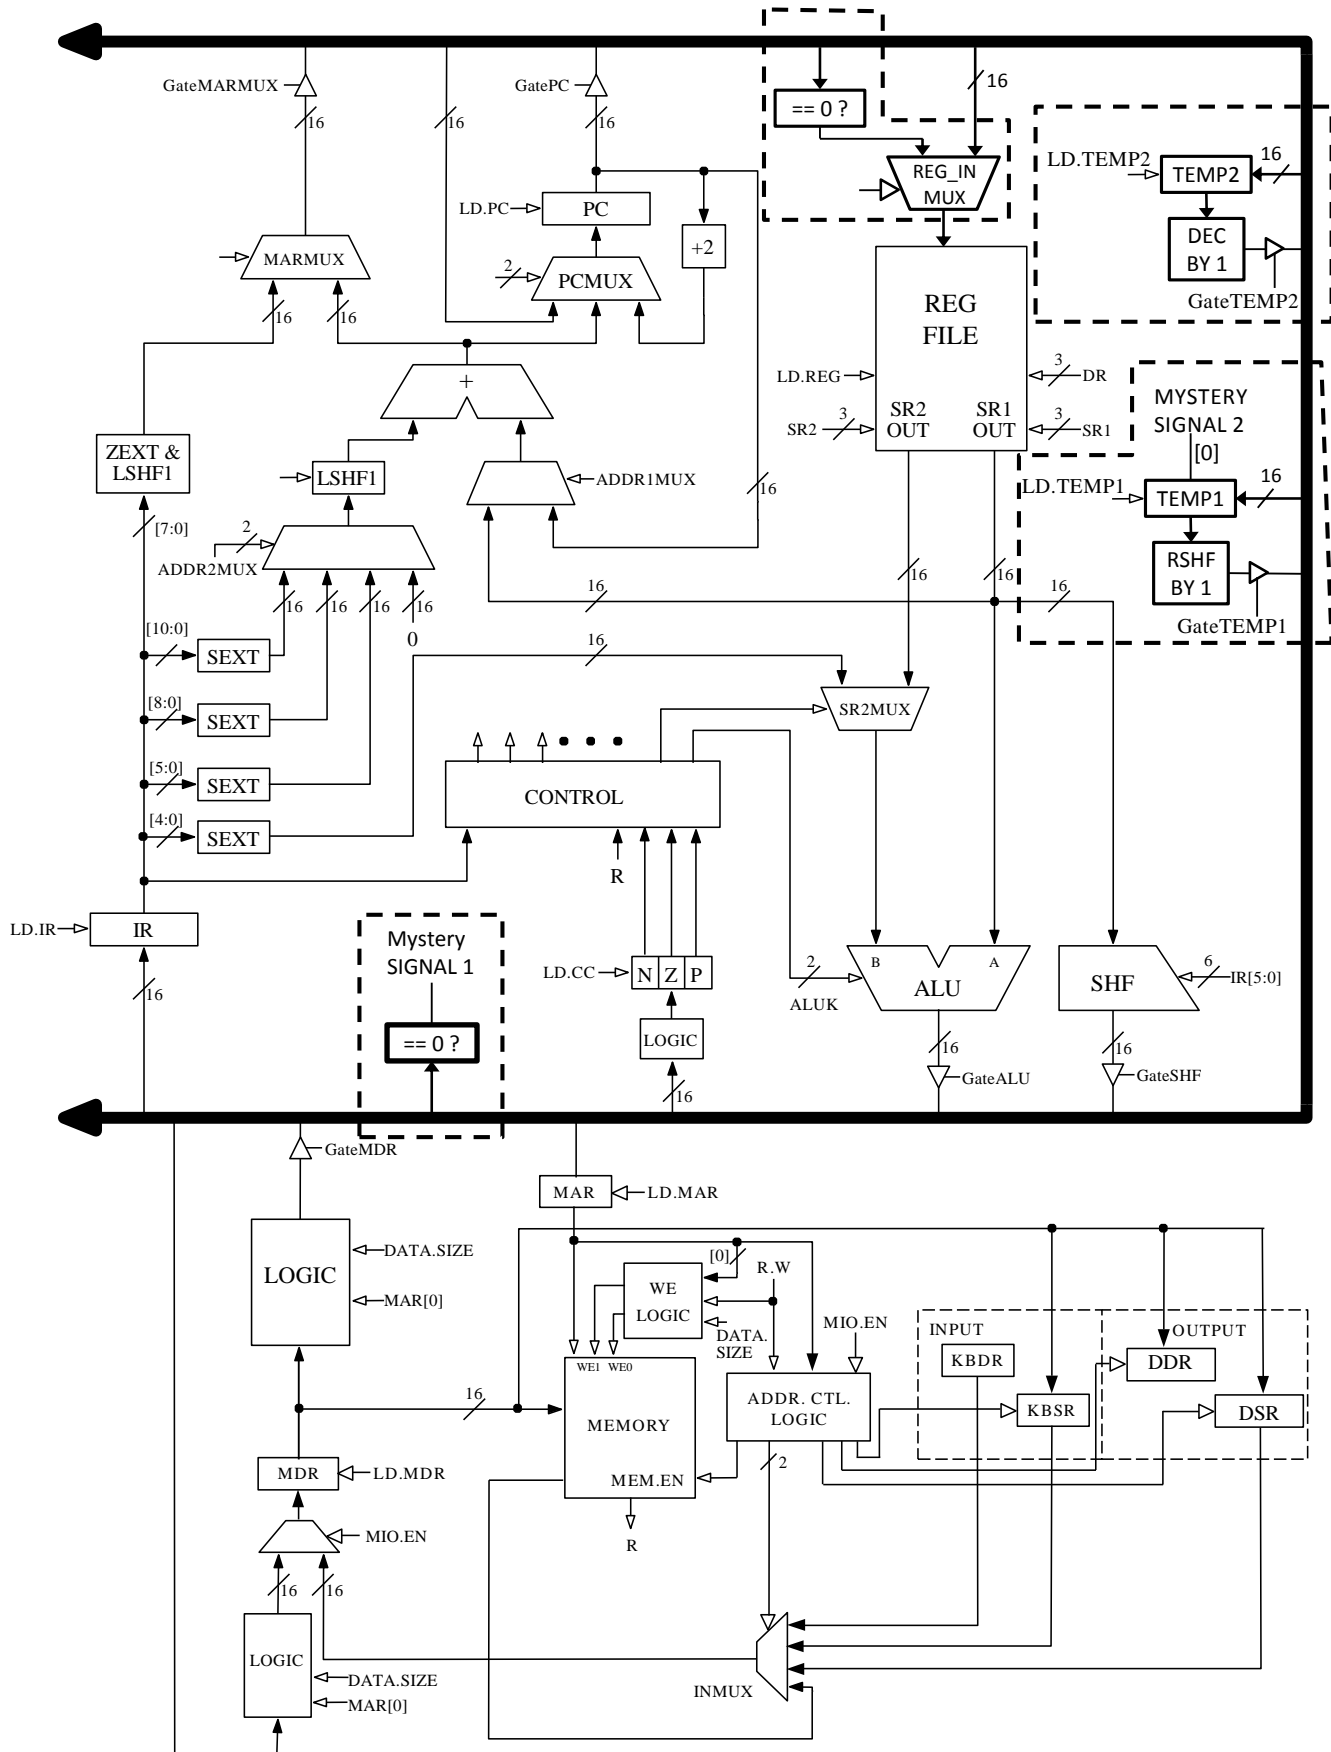 GateMARMUX
GatePC
16
16
16
16
== 0 ?
REG_IN
MUX
LD.TEMP2
TEMP2
16
DEC
BY 1
GateTEMP2
LD.PC
PC
+2
MARMUX
2
PCMUX
16
16
REG
FILE
LD.REG
3
DR
SR2
OUT
SR1
OUT
SR2
3
3
SR1
MYSTERY
SIGNAL 2
[0]
LD.TEMP1
TEMP1
16
RSHF
BY 1
GateTEMP1
+
ZEXT &
LSHF1
LSHF1
ADDR1MUX
16
[7:0]
2
ADDR2MUX
16
16
16
16
0
16
16
16
16
16
[10:0]
SEXT
[8:0]
SEXT
[5:0]
SEXT
[4:0]
SEXT
SR2MUX
CONTROL
R
LD.IR
IR
16
Mystery
SIGNAL 1
== 0 ?
LD.CC
N Z P
LOGIC
16
2
ALUK
B
A
ALU
SHF
6
IR[5:0]
16
GateALU
16
GateSHF
GateMDR
MAR
LD.MAR
LOGIC
DATA.SIZE
MAR[0]
[0]
R.W
WE
LOGIC
DATA.
SIZE
MIO.EN
WE1 WE0
MEMORY
MEM.EN
R
16
ADDR. CTL.
LOGIC
2
INPUT
KBDR
KBSR
OUTPUT
DDR
DSR
MDR
LD.MDR
MIO.EN
16
16
LOGIC
DATA.SIZE
MAR[0]
INMUX